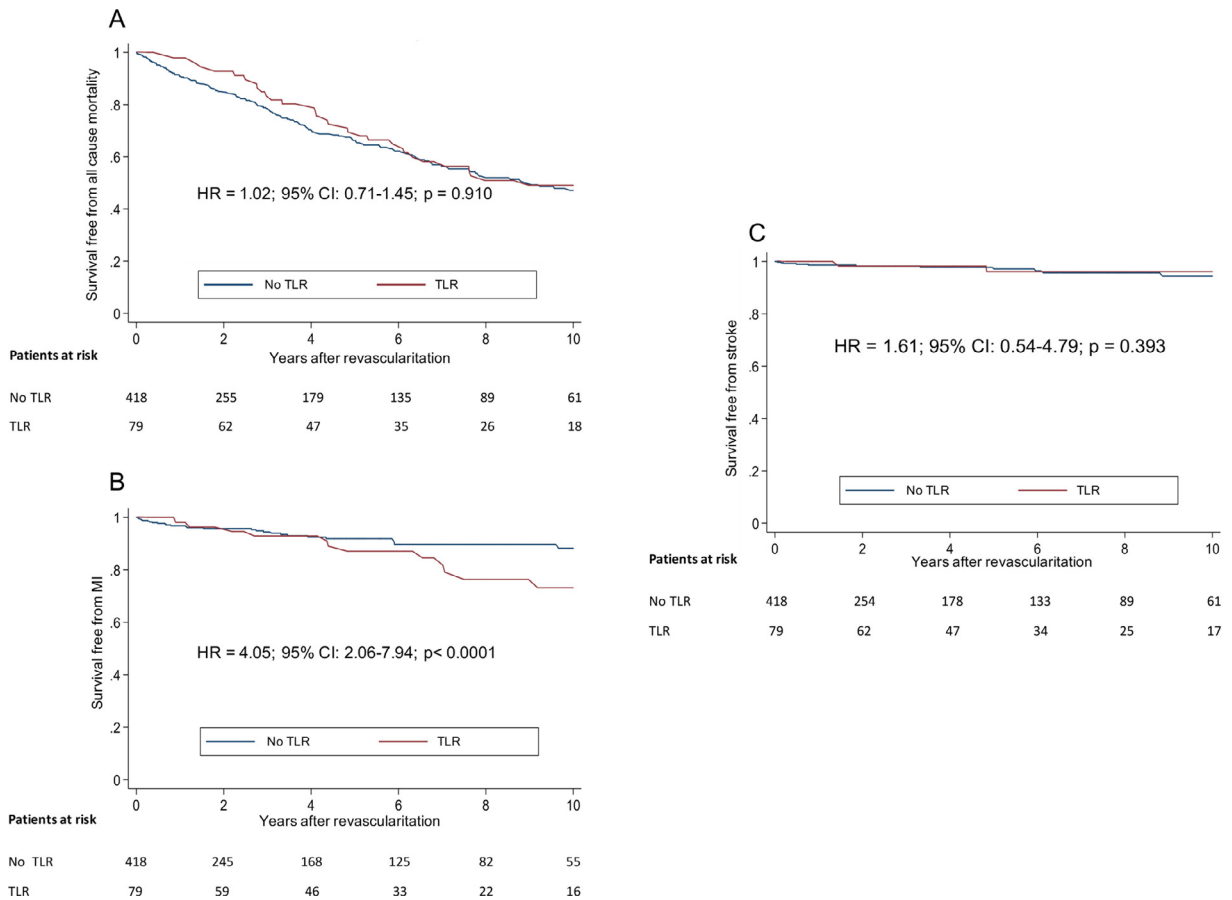 A
Survival free from all cause mortality
1
.8
.6
.4
.2
0
HR = 1.02; 95% CI: 0.71-1.45; p = 0.910
No TLR TLR
0 2 4 6 8 10
Years after revascularitation
Patients at risk
No TLR 418 255 179 135 89 61
TLR 79 62 47 35 26 18
B
Survival free from MI
1
.8
.6
.4
.2
0
HR = 4.05; 95% CI: 2.06-7.94; p< 0.0001
No TLR TLR
0 2 4 6 8 10
Years after revascularitation
Patients at risk
No TLR 418 245 168 125 82 55
TLR 79 59 46 33 22 16
C
Survival free from stroke
1
.8
.6
.4
.2
0
HR = 1.61; 95% CI: 0.54-4.79; p = 0.393
No TLR TLR
0 2 4 6 8 10
Years after revascularitation
Patients at risk
No TLR 418 254 178 133 89 61
TLR 79 62 47 34 25 17